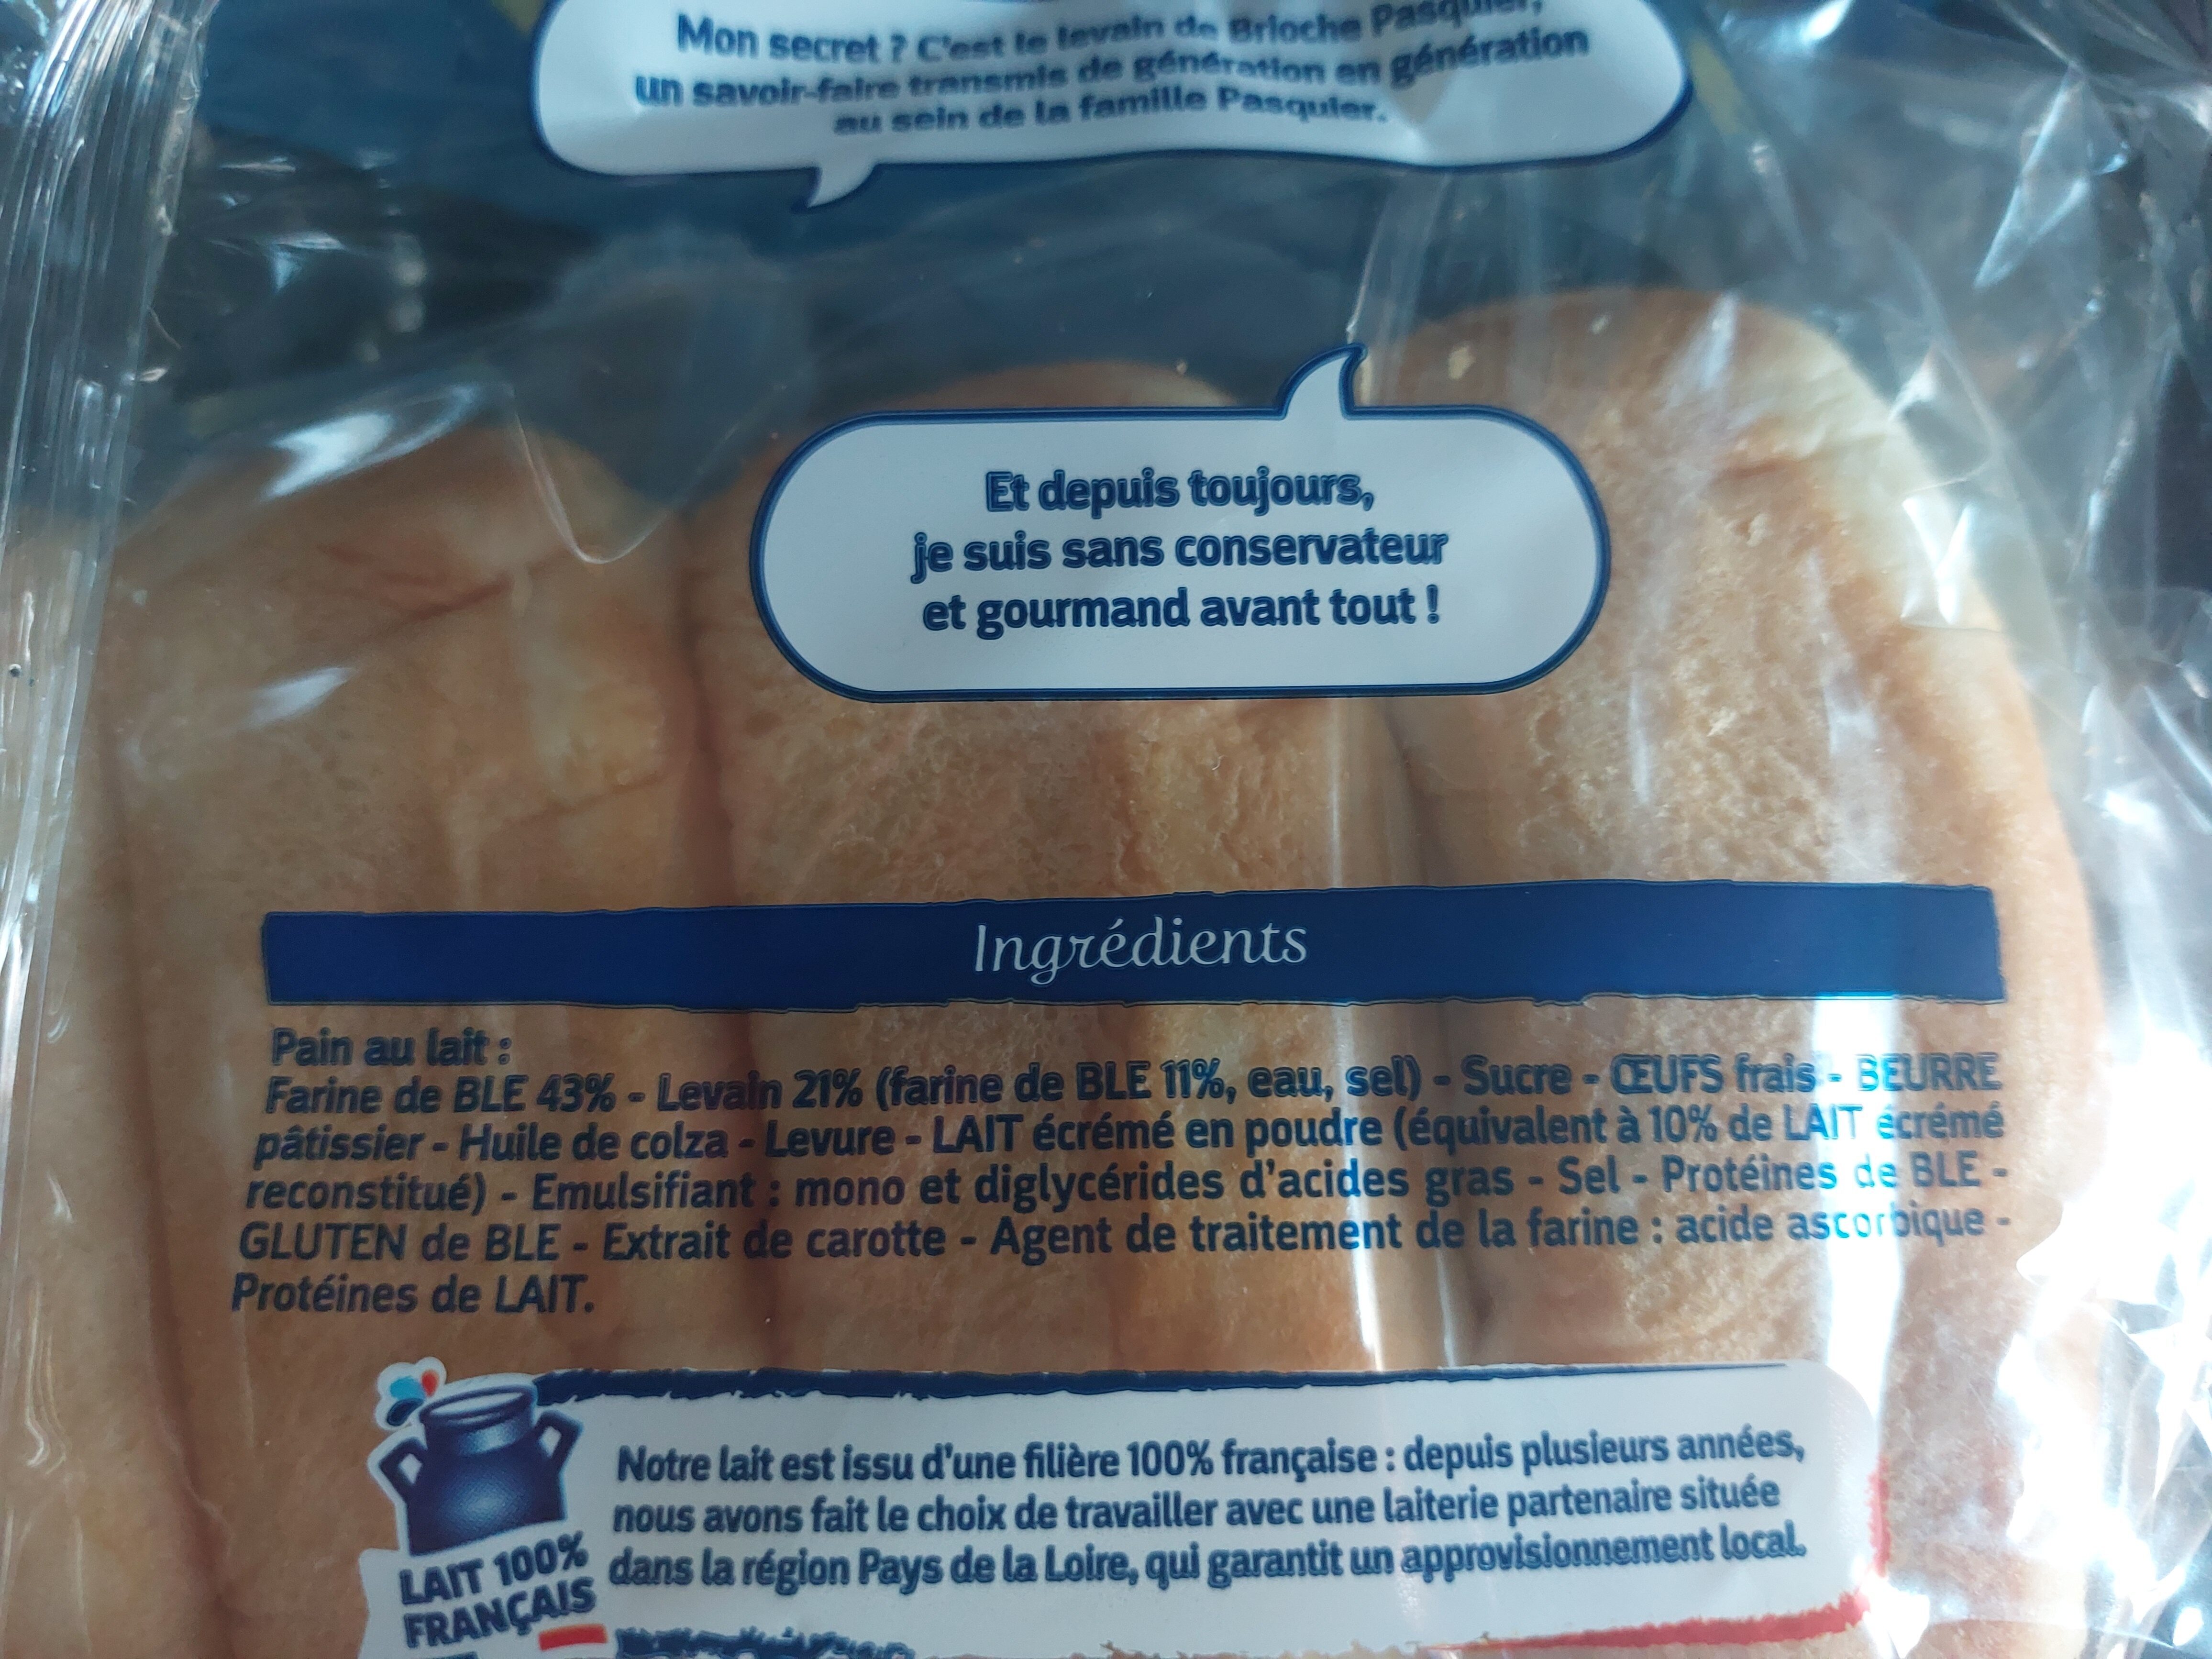 Mon secret ? C'est le levain de Brioche Pasquier,
un savoir-faire transmis de génération en génération
au sein de la famille Pasquier.
Et depuis toujours,
je suis sans conservateur
et gourmand avant tout !
Ingrédients
Pain au lait :
Farine de BLE 43% - Levain 21% (farine de BLE 11%, eau, sel) - Sucre - ŒUFS frais - BEURRE
pâtissier - Huile de colza - Levure - LAIT écrémé en poudre (équivalent à 10% de LAIT écrémé
reconstitué) - Emulsifiant : mono et diglycérides d'acides gras - Sel - Protéines de BLE -
GLUTEN de BLE - Extrait de carotte - Agent de traitement de la farine : acide ascorbique -
Protéines de LAIT.
Notre lait est issu d'une filière 100% française : depuis plusieurs années,
nous avons fait le choix de travailler avec une laiterie partenaire située
dans la région Pays de la Loire, qui garantit un approvisionnement local.
LAIT 100%
FRANÇAIS